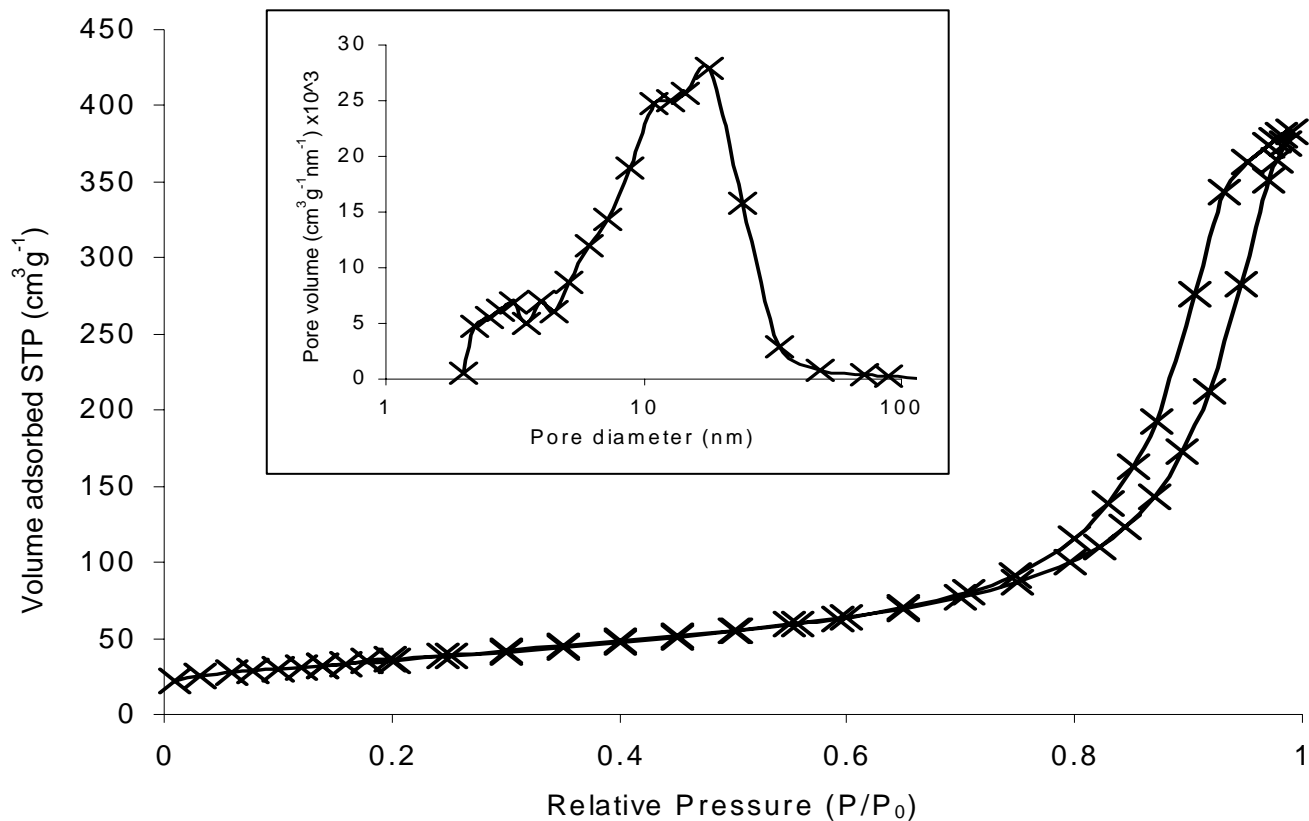 450
400
350
300
250
200
150
100
50
0
Volume adsorbed STP (cm³g⁻¹)
0 0.2 0.4 0.6 0.8 1
Relative Pressure (P/P₀)
30
25
20
15
10
5
0
Pore volume (cm³g⁻¹nm⁻¹) x10^3
1 10 100
Pore diameter (nm)